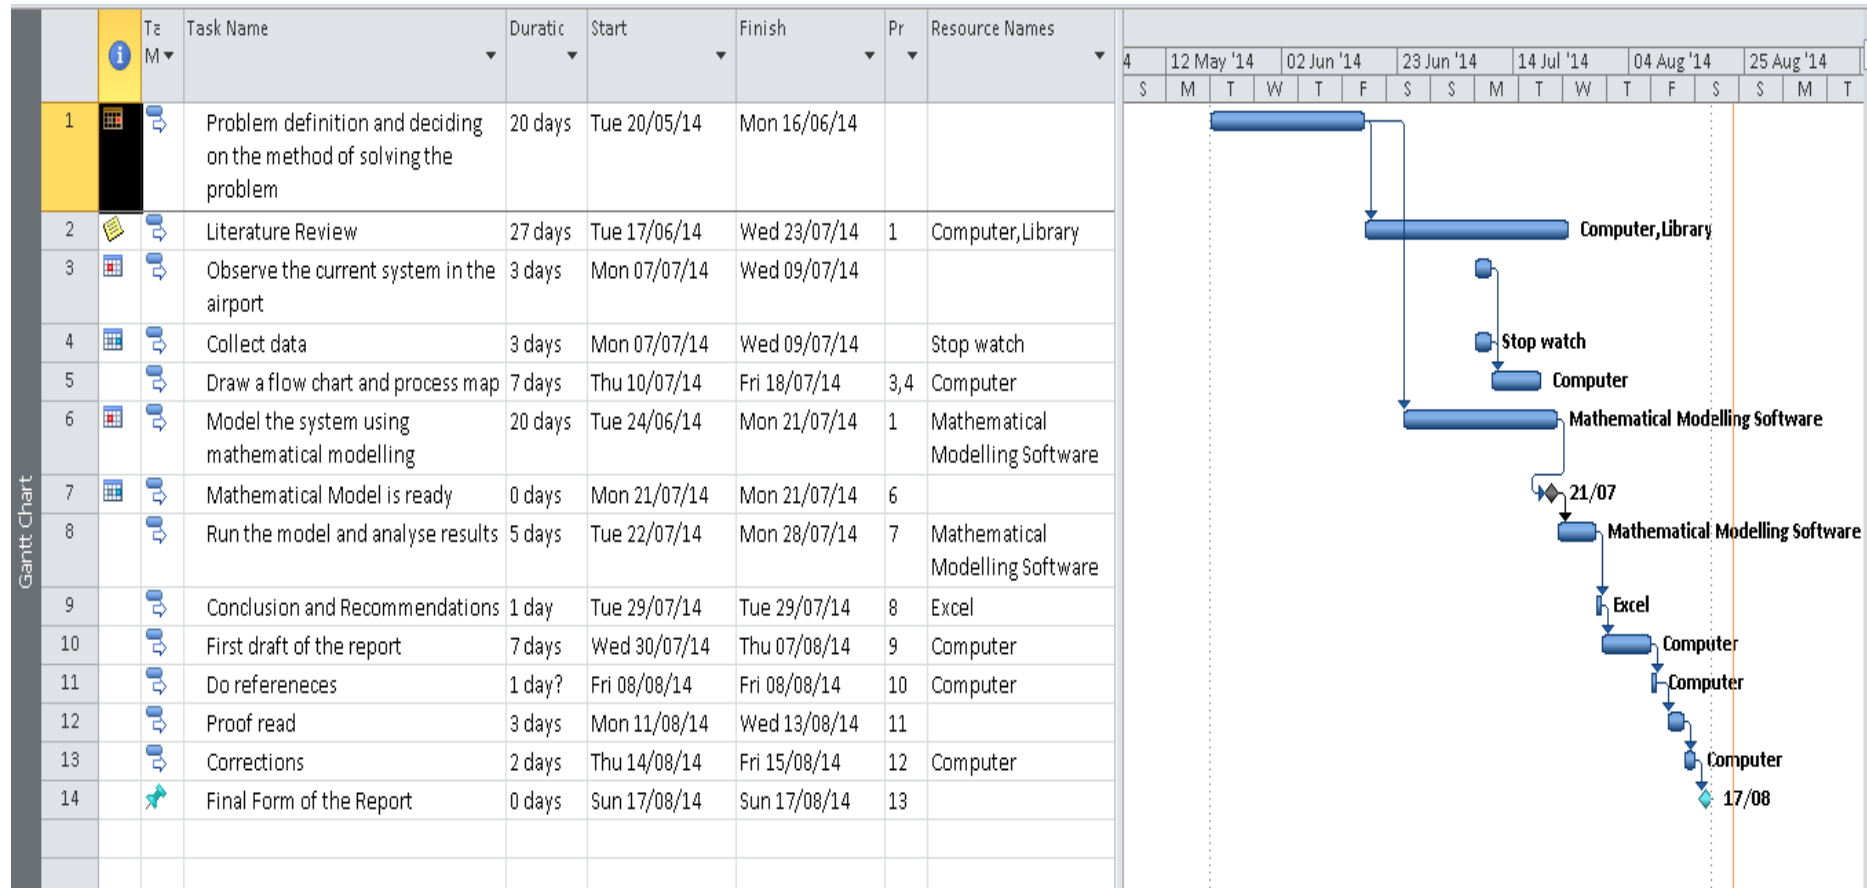 Ta Task Name Duratic Start Finish Pr Resource Names
M
4 12 May '14 02 Jun '14 23 Jun '14 14 Jul '14 04 Aug '14 25 Aug '14
S M T W T F S S M T W T F S S M T
1 Problem definition and deciding 20 days Tue 20/05/14 Mon 16/06/14
on the method of solving the
problem
2 Literature Review 27 days Tue 17/06/14 Wed 23/07/14 1 Computer,Library Computer,Library
3 Observe the current system in the 3 days Mon 07/07/14 Wed 09/07/14
airport
4 Collect data 3 days Mon 07/07/14 Wed 09/07/14 Stop watch Stop watch
5 Draw a flow chart and process map 7 days Thu 10/07/14 Fri 18/07/14 3,4 Computer Computer
6 Model the system using 20 days Tue 24/06/14 Mon 21/07/14 1 Mathematical Mathematical Modelling Software
mathematical modelling Modelling Software
7 Mathematical Model is ready 0 days Mon 21/07/14 Mon 21/07/14 6 21/07
8 Run the model and analyse results 5 days Tue 22/07/14 Mon 28/07/14 7 Mathematical Mathematical Modelling Software
Modelling Software
9 Conclusion and Recommendations 1 day Tue 29/07/14 Tue 29/07/14 8 Excel Excel
10 First draft of the report 7 days Wed 30/07/14 Thu 07/08/14 9 Computer Computer
11 Do refereneces 1 day? Fri 08/08/14 Fri 08/08/14 10 Computer Computer
12 Proof read 3 days Mon 11/08/14 Wed 13/08/14 11
13 Corrections 2 days Thu 14/08/14 Fri 15/08/14 12 Computer Computer
14 Final Form of the Report 0 days Sun 17/08/14 Sun 17/08/14 13 17/08
Gantt Chart